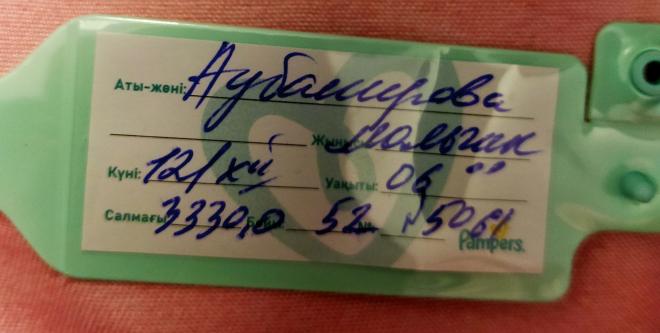 Аты-жөні: Аубакирова
Жынысы: Мальчик
Күні: 12/XII Уақыты: 06 00
Салмағы: 3330,0 Бойы: 52
Pampers.